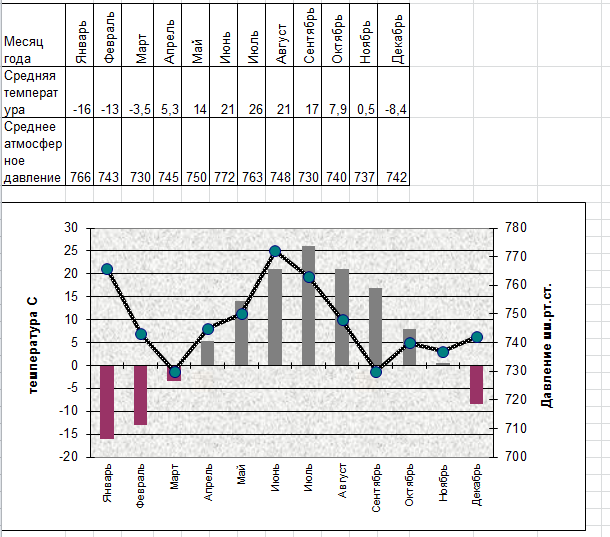 Месяц
года
Январь Февраль Март Апрель Май Июнь Июль Август Сентябрь Октябрь Ноябрь Декабрь
Средняя
температ
ура -16 -13 -3,5 5,3 14 21 26 21 17 7,9 0,5 -8,4
Среднее
атмосфер
ное
давление 766 743 730 745 750 772 763 748 730 740 737 742
температура С
30
25
20
15
10
5
0
-5
-10
-15
-20
780
770
760
750
740
730
720
710
700
Давление мм.рт.ст.
Январь Февраль Март Апрель Май Июнь Июль Август Сентябрь Октябрь Ноябрь Декабрь